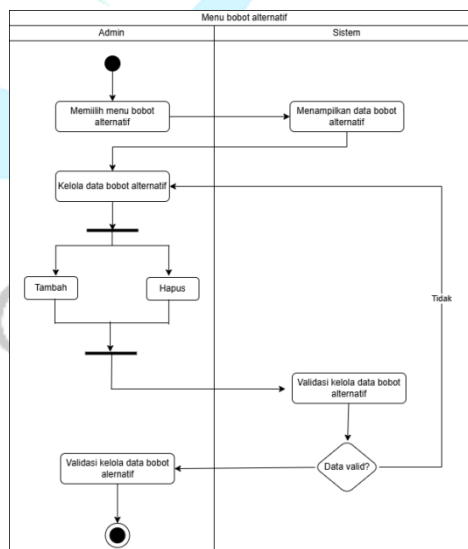 Menu bobot alternatif
Admin
Sistem
Memiilih menu bobot
alternatif
Menampilkan data bobot
alternatif
Kelola data bobot alternatif
Tambah
Hapus
Tidak
Validasi kelola data bobot
alternatif
Validasi kelola data bobot
alernatif
Data valid?